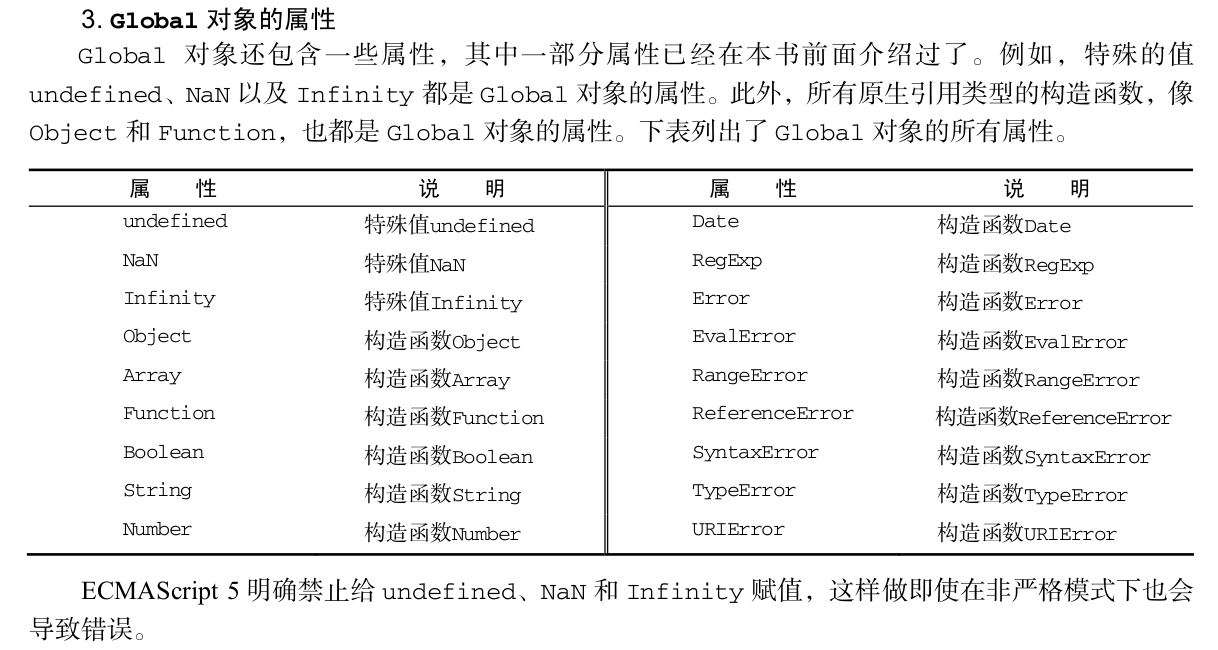 3. Global 对象的属性
Global 对象还包含一些属性，其中一部分属性已经在本书前面介绍过了。例如，特殊的值
undefined、NaN 以及 Infinity 都是 Global 对象的属性。此外，所有原生引用类型的构造函数，像
Object 和 Function，也都是 Global 对象的属性。下表列出了 Global 对象的所有属性。
属 性 说 明 属 性 说 明
undefined 特殊值undefined Date 构造函数Date
NaN 特殊值NaN RegExp 构造函数RegExp
Infinity 特殊值Infinity Error 构造函数Error
Object 构造函数Object EvalError 构造函数EvalError
Array 构造函数Array RangeError 构造函数RangeError
Function 构造函数Function ReferenceError 构造函数ReferenceError
Boolean 构造函数Boolean SyntaxError 构造函数SyntaxError
String 构造函数String TypeError 构造函数TypeError
Number 构造函数Number URIError 构造函数URIError
ECMAScript 5 明确禁止给 undefined、NaN 和 Infinity 赋值，这样做即使在非严格模式下也会
导致错误。